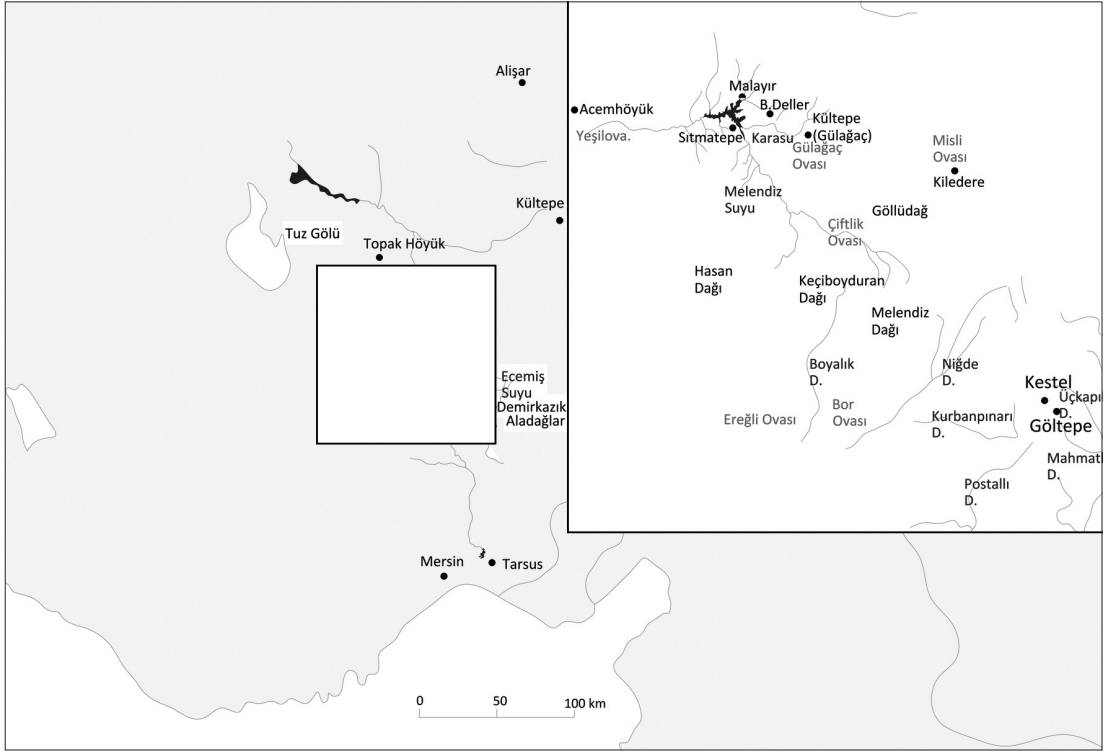 Alişar
Kültepe
Tuz Gölü
Topak Höyük
Ecemiş
Suyu
Demirkazık
Aladağlar
Mersin
Tarsus
0 50 100 km
Malayır
Acemhöyük
B.Deller
Kültepe
(Gülağaç)
Yeşilova.
Sıtmatepe
Karasu
Gülağaç
Ovası
Misli
Ovası
Kiledere
Melendiz
Suyu
Göllüdağ
Çiftlik
Ovası
Hasan
Dağı
Keçiboyduran
Dağı
Melendiz
Dağı
Boyalık
D.
Niğde
D.
Kestel
Üçkapı
D.
Göltepe
Ereğli Ovası
Bor
Ovası
Kurbanpınarı
D.
Mahmatl
D.
Postallı
D.